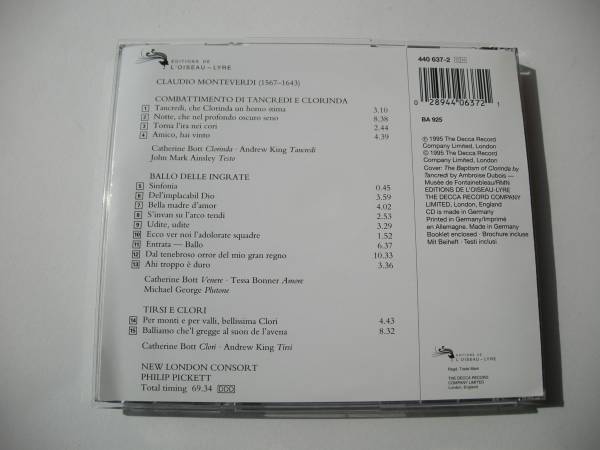 EDITIONS DE
L'OISEAU-LYRE
CLAUDIO MONTEVERDI (1567–1643)
COMBATTIMENTO DI TANCREDI E CLORINDA
1 Tancredi, che Clorinda un homo stima 3.10
2 Notte, che nel profondo oscuro seno 8.38
3 Torna l'ira nei cori 2.44
4 Amico, hai vinto 4.39
Catherine Bott Clorinda · Andrew King Tancredi
John Mark Ainsley Testo
BALLO DELLE INGRATE
5 Sinfonia 0.45
6 Del'implacabil Dio 3.59
7 Bella madre d'amor 4.02
8 S'invan su l'arco tendi 2.53
9 Udite, udite 3.29
10 Ecco ver noi l'adolorate squadre 1.52
11 Entrata — Ballo 6.37
12 Dal tenebroso orror del mio gran regno 10.33
13 Ahi troppo è duro 3.36
Catherine Bott Venere · Tessa Bonner Amore
Michael George Plutone
TIRSI E CLORI
14 Per monti e per valli, bellissima Clori 4.43
15 Balliamo che'l gregge al suon de l'avena 8.32
Catherine Bott Clori · Andrew King Tirsi
NEW LONDON CONSORT
PHILIP PICKETT
Total timing 69.34 DDD
440 637-2
0 28944 06372 1
BA 925
℗ 1995 The Decca Record
Company Limited, London
© 1995 The Decca Record
Company Limited, London
Cover: The Baptism of Clorinda by
Tancredi by Ambroise Dubois —
Musée de Fontainebleau/RMN
EDITIONS DE L'OISEAU-LYRE
THE DECCA RECORD COMPANY
LIMITED, London, England
CD is made in Germany
Printed in Germany/Imprimé
en Allemagne. Made in Germany
Booklet enclosed · Brochure incluse
Mit Beiheft · Testi inclusi
EDITIONS DE
L'OISEAU-LYRE
Regd. Trade Mark
THE DECCA RECORD
COMPANY LIMITED
London, England